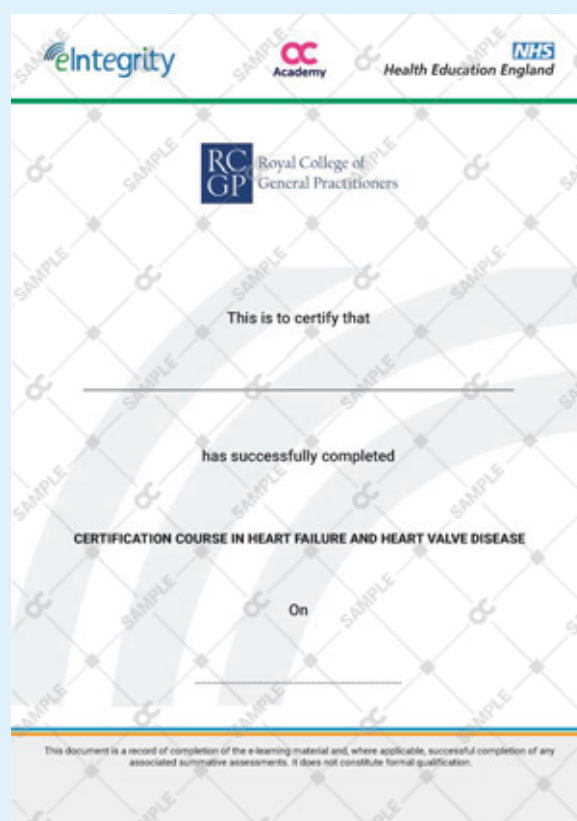 eIntegrity
OC
Academy
NHS
Health Education England
RC
GP
Royal College of
General Practitioners
This is to certify that
has successfully completed
CERTIFICATION COURSE IN HEART FAILURE AND HEART VALVE DISEASE
On
This document is a record of completion of the e-learning material and, where applicable, successful completion of any
associated summative assessments. It does not constitute formal qualification.
SAMPLE